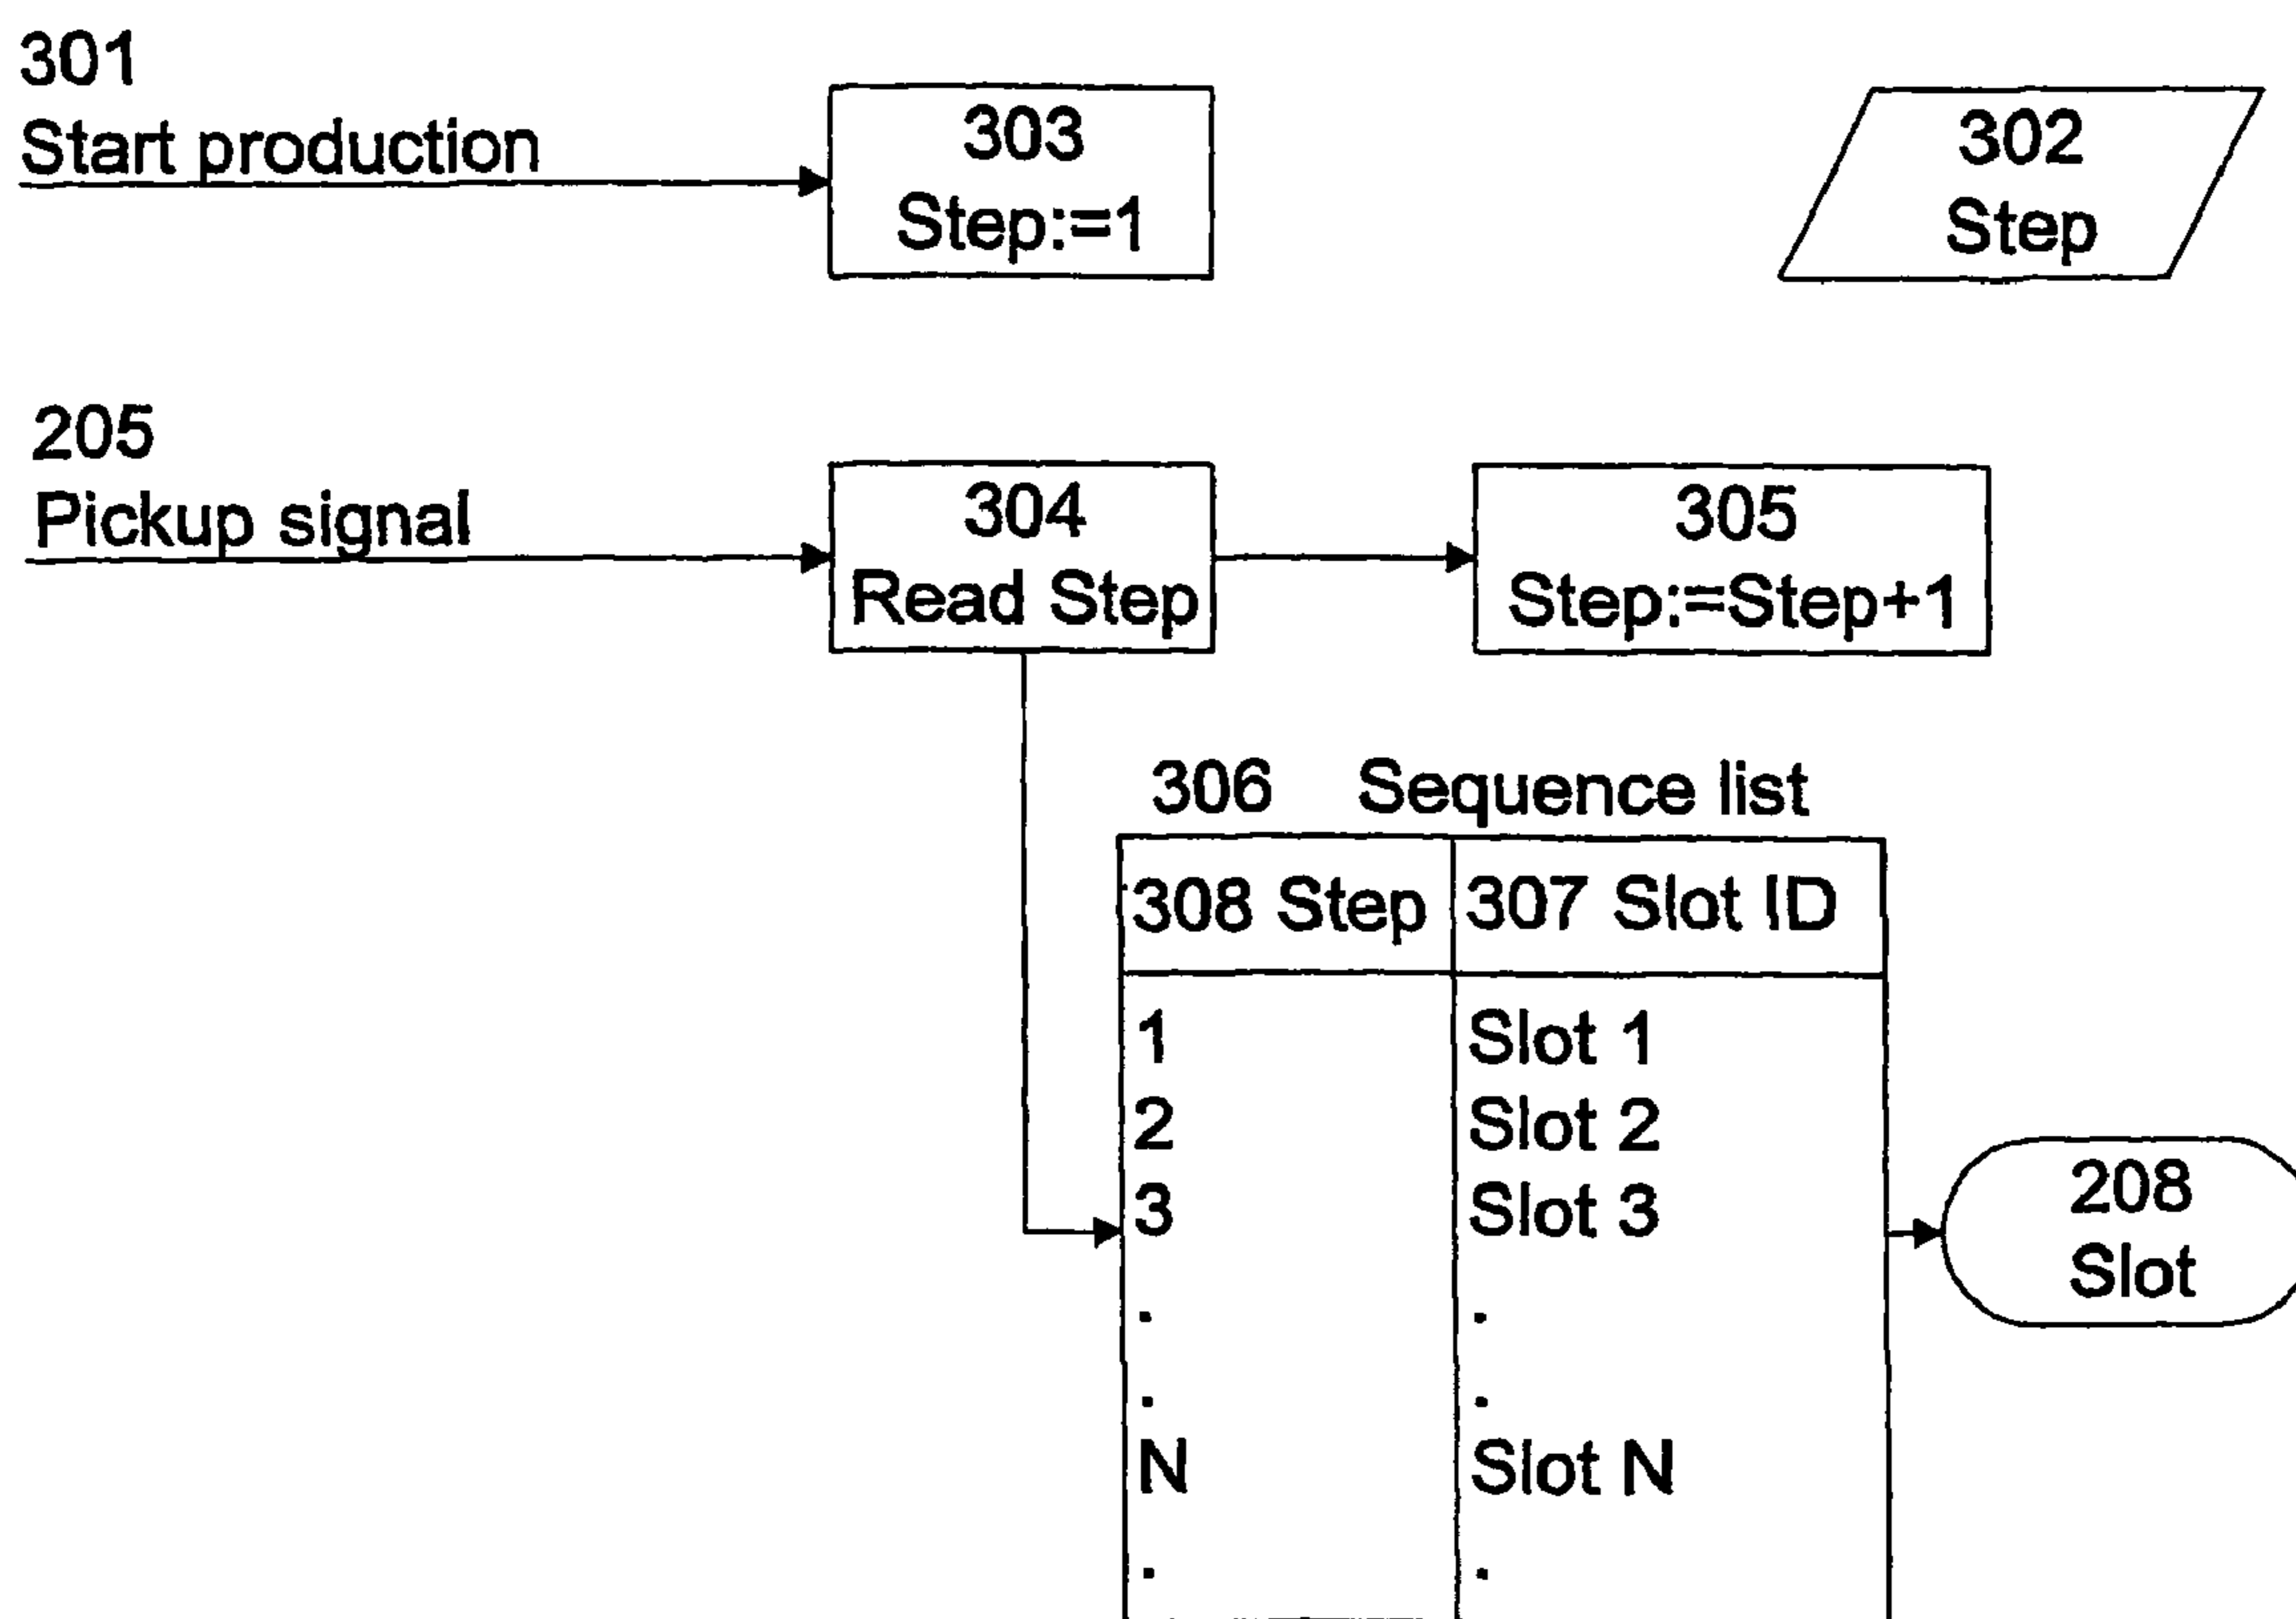 301
Start production
303
Step:=1
302
Step
205
Pickup signal
304
Read Step
305
Step:=Step+1
306 Sequence list
308 Step 307 Slot ID
1 Slot 1
2 Slot 2
3 Slot 3
. .
. .
N Slot N
. .
208
Slot